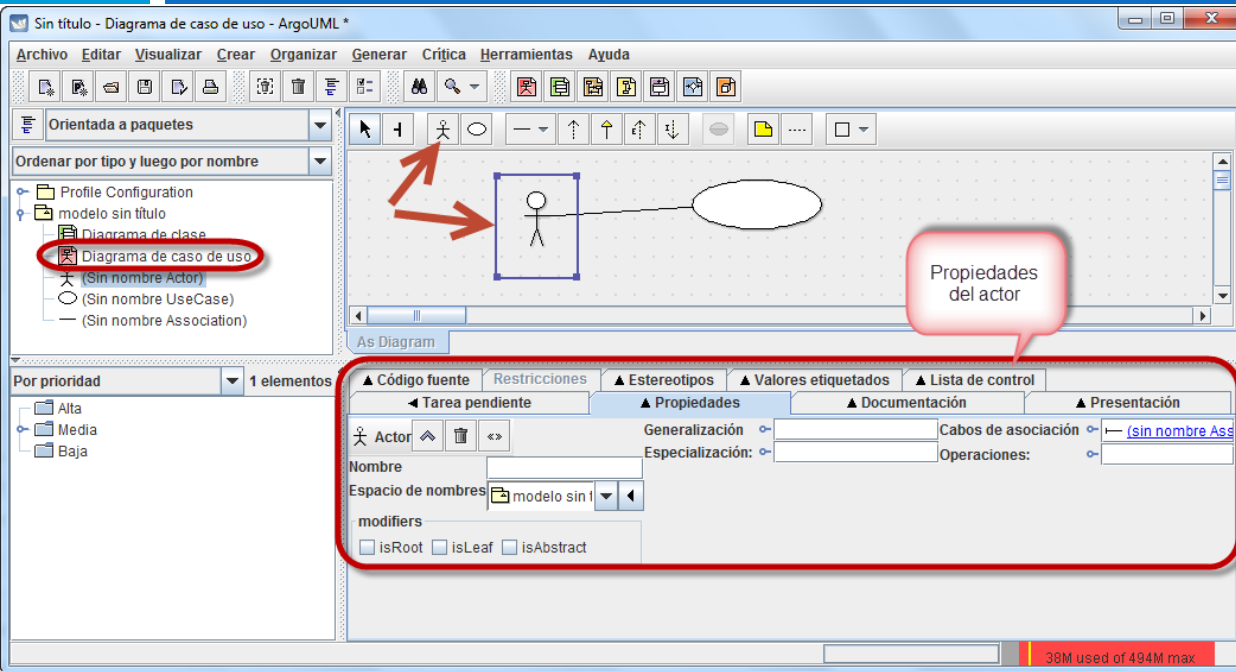 Sin título - Diagrama de caso de uso - ArgoUML *
Archivo Editar Visualizar Crear Organizar Generar Crítica Herramientas Ayuda
Orientada a paquetes
Ordenar por tipo y luego por nombre
Profile Configuration
modelo sin título
Diagrama de clase
Diagrama de caso de uso
(Sin nombre Actor)
(Sin nombre UseCase)
(Sin nombre Association)
Propiedades
del actor
As Diagram
Por prioridad 1 elementos
Alta
Media
Baja
Código fuente Restricciones Estereotipos Valores etiquetados Lista de control
Tarea pendiente Propiedades Documentación Presentación
Actor
Generalización Cabos de asociación (sin nombre Ass
Especialización: Operaciones:
Nombre
Espacio de nombres modelo sin t
modifiers
isRoot isLeaf isAbstract
38M used of 494M max